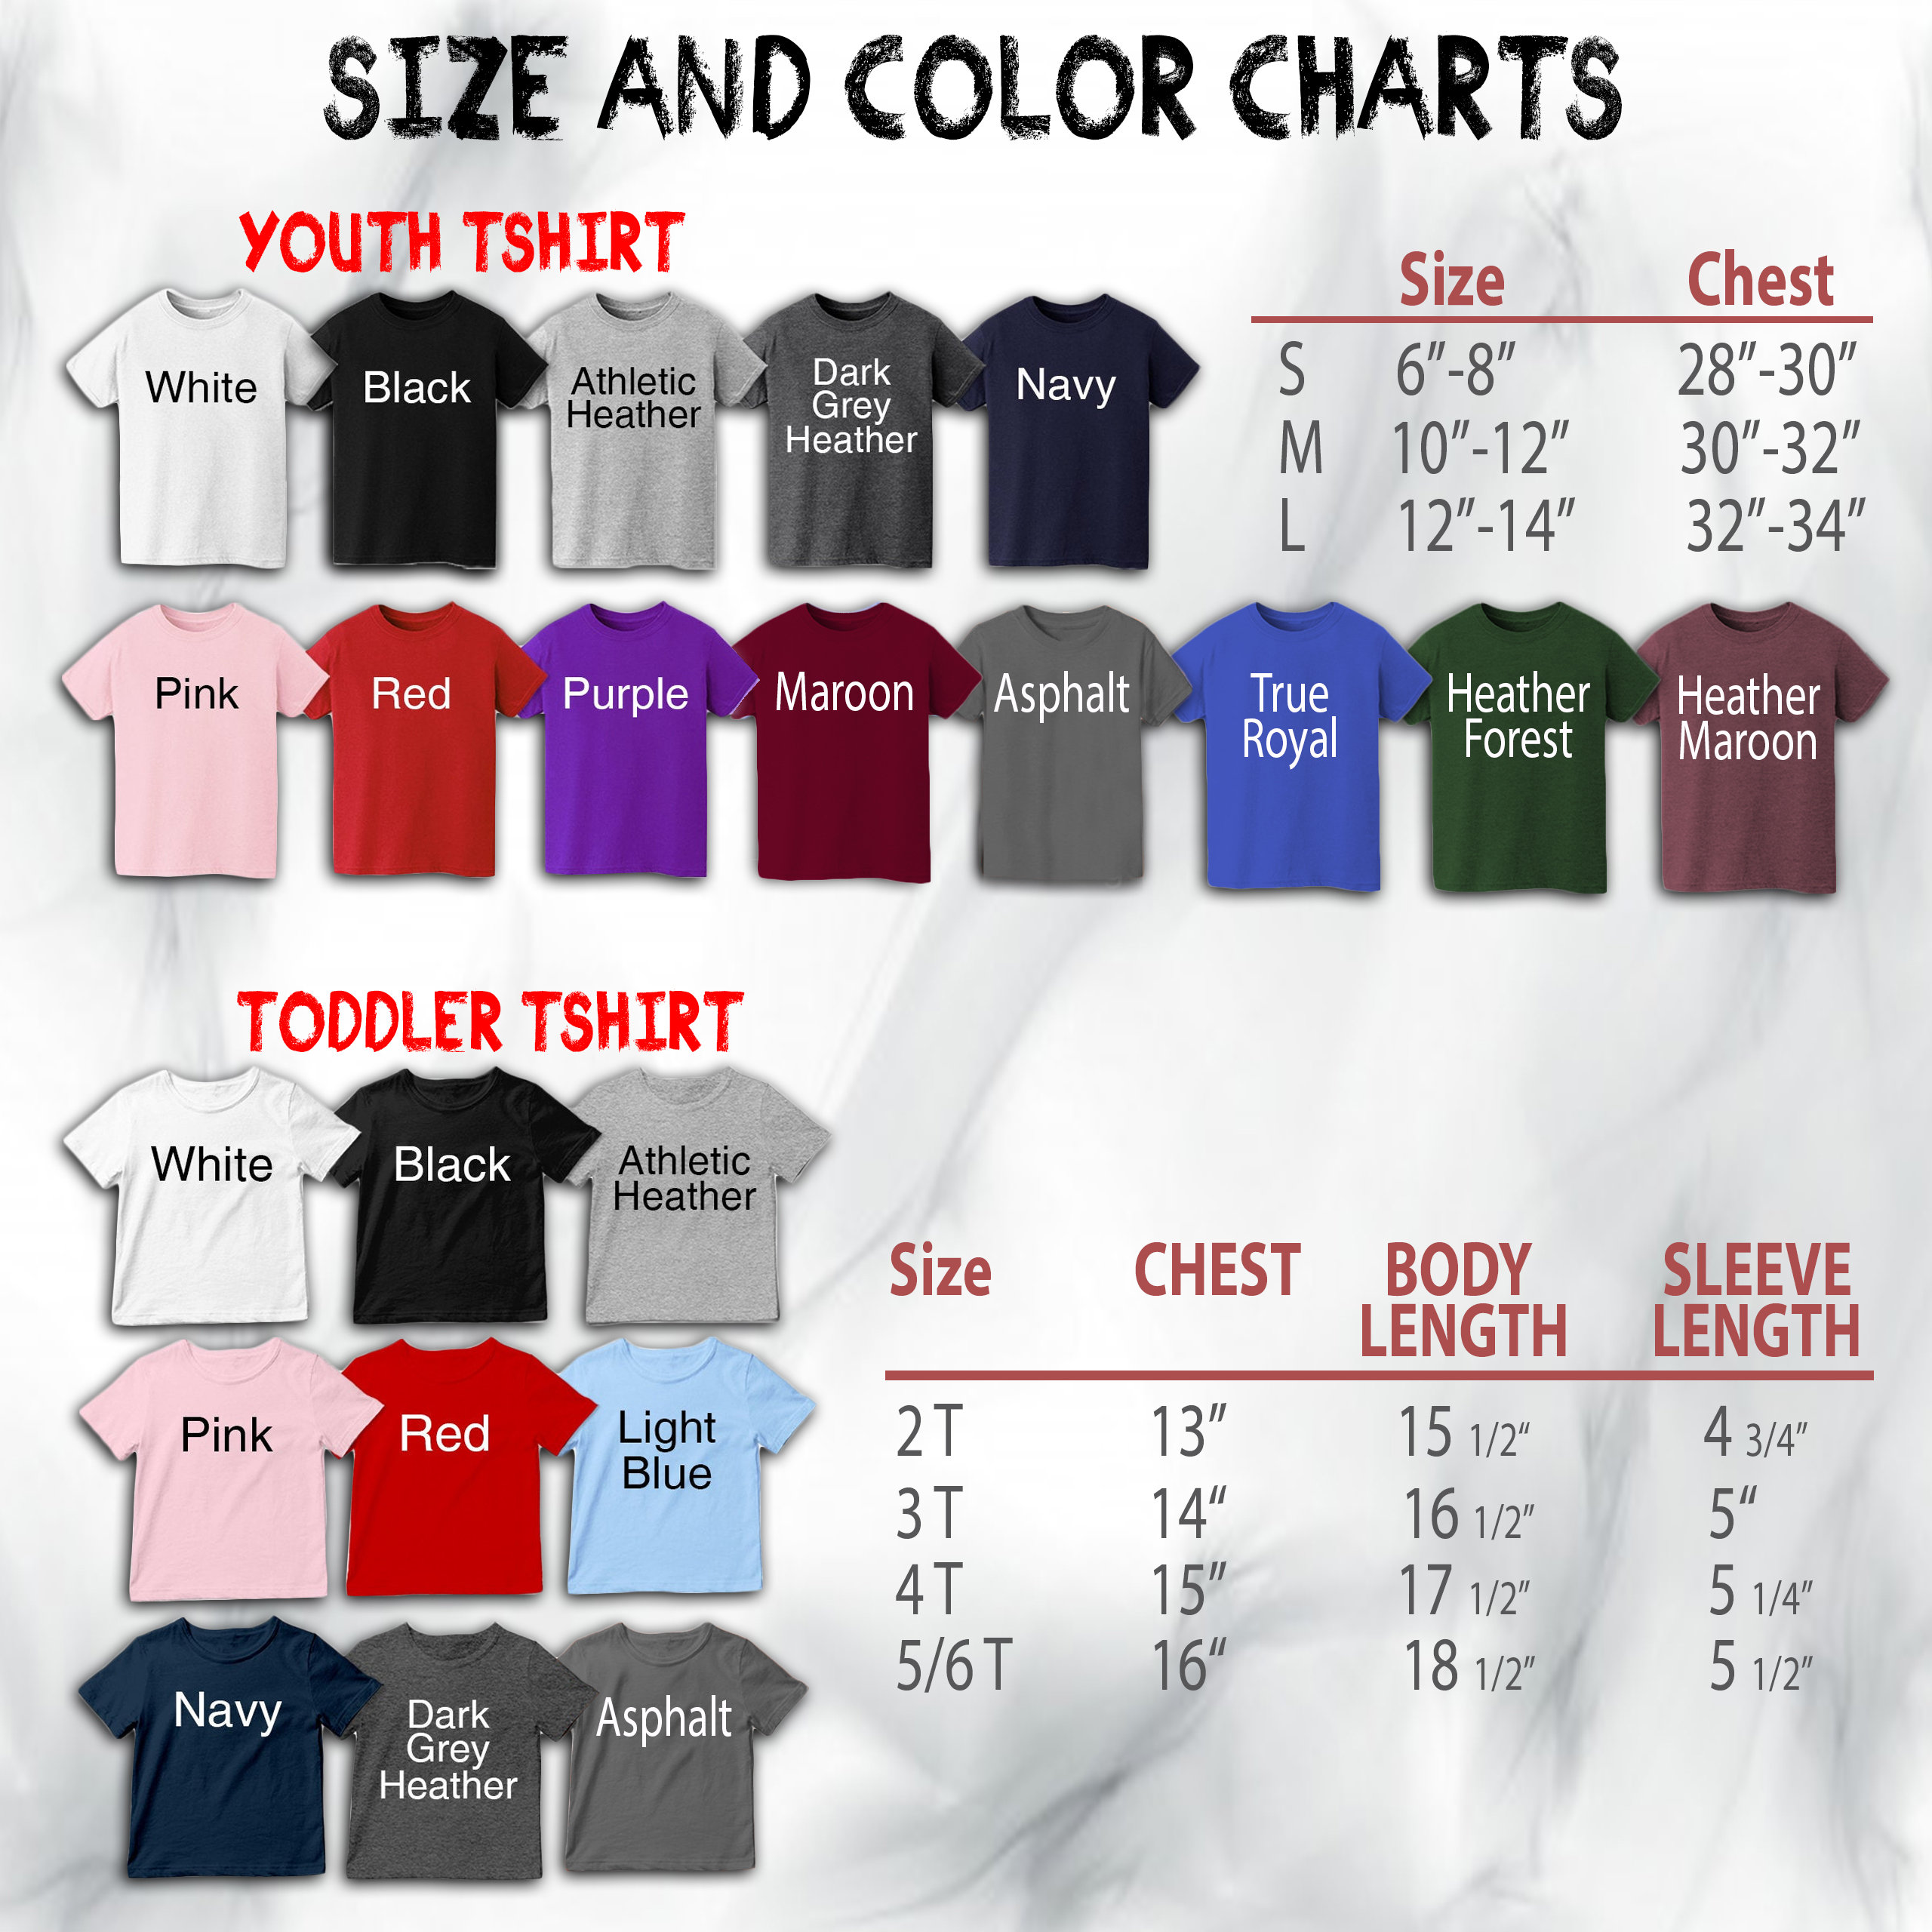 SIZE AND COLOR CHARTS
YOUTH TSHIRT
White
Black
Athletic
Heather
Dark
Grey
Heather
Navy
Size Chest
S 6”-8” 28”-30”
M 10”-12” 30”-32”
L 12”-14” 32”-34”
Pink
Red
Purple
Maroon
Asphalt
True
Royal
Heather
Forest
Heather
Maroon
TODDLER TSHIRT
White
Black
Athletic
Heather
Pink
Red
Light
Blue
Navy
Dark
Grey
Heather
Asphalt
Size CHEST BODY LENGTH SLEEVE LENGTH
2 T 13” 15 1/2“ 4 3/4”
3 T 14“ 16 1/2” 5“
4 T 15” 17 1/2” 5 1/4”
5/6 T 16“ 18 1/2” 5 1/2”